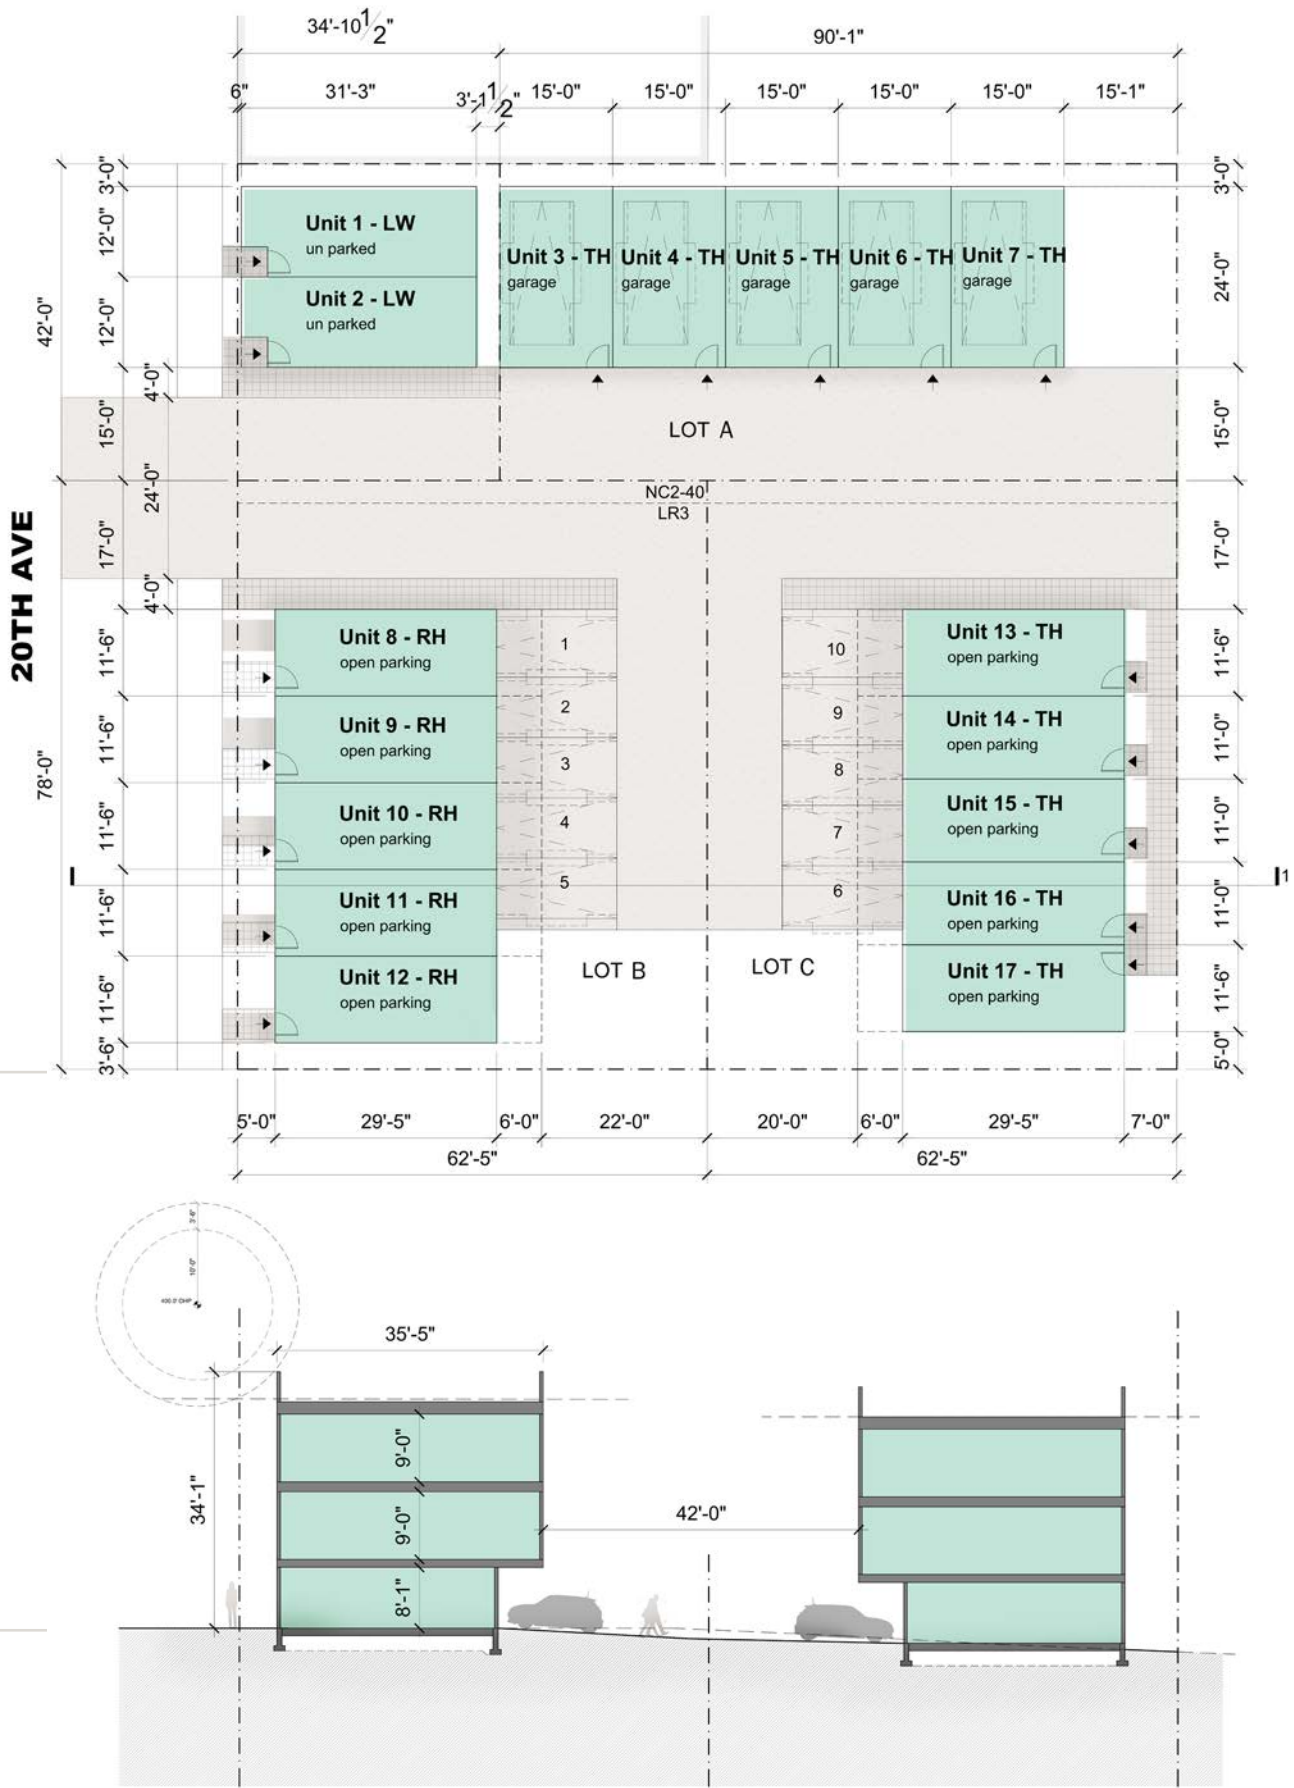 34'-10 1/2"
90'-1"
6" 31'-3" 3'-1 1/2" 15'-0" 15'-0" 15'-0" 15'-0" 15'-0" 15'-1"
3'-0"
12'-0"
12'-0"
42'-0"
4'-0"
15'-0"
24'-0"
17'-0"
4'-0"
20TH AVE
11'-6"
11'-6"
11'-6"
11'-6"
11'-6"
3'-6"
78'-0"
Unit 1 - LW
un parked
Unit 2 - LW
un parked
Unit 3 - TH
garage
Unit 4 - TH
garage
Unit 5 - TH
garage
Unit 6 - TH
garage
Unit 7 - TH
garage
3'-0"
24'-0"
15'-0"
17'-0"
11'-6"
11'-0"
11'-0"
11'-0"
11'-6"
5'-0"
LOT A
NC2-40
LR3
Unit 8 - RH
open parking
Unit 9 - RH
open parking
Unit 10 - RH
open parking
Unit 11 - RH
open parking
Unit 12 - RH
open parking
1
2
3
4
5
10
9
8
7
6
Unit 13 - TH
open parking
Unit 14 - TH
open parking
Unit 15 - TH
open parking
Unit 16 - TH
open parking
Unit 17 - TH
open parking
1
LOT B
LOT C
5'-0" 29'-5" 6'-0" 22'-0" 20'-0" 6'-0" 29'-5" 7'-0"
62'-5" 62'-5"
3'-6"
10'-0"
35'-5"
34'-1"
9'-0"
9'-0"
8'-1"
42'-0"